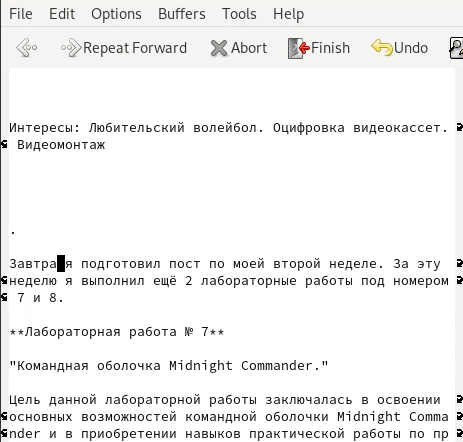 File Edit Options Buffers Tools Help
Repeat Forward Abort Finish Undo
Интересы: Любительский волейбол. Оцифровка видеокассет.
Видеомонтаж
.
Завтра я подготовил пост по моей второй неделе. За эту
неделю я выполнил ещё 2 лабораторные работы под номером
7 и 8.
**Лабораторная работа № 7**
"Командная оболочка Midnight Commander."
Цель данной лабораторной работы заключалась в освоении
основных возможностей командной оболочки Midnight Comma
nder и в приобретении навыков практической работы по пр